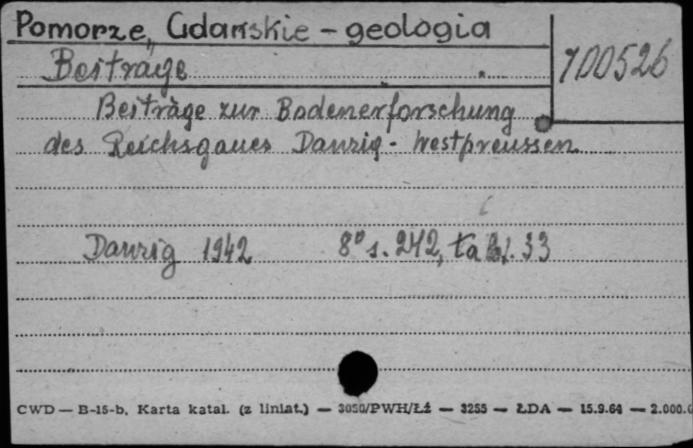 Pomorze, Gdańskie - geologia
Beiträge
700526
Beiträge zur Bodenerforschung
des Reichsgaues Danzig - Westpreussen
Danzig 1942 8° s. 242, tabl. 33
CWD — B-15-b, Karta katal. (z liniat.) — 3050/PWH/Łź — 3255 — ŁDA — 15.9.64 — 2.000.0